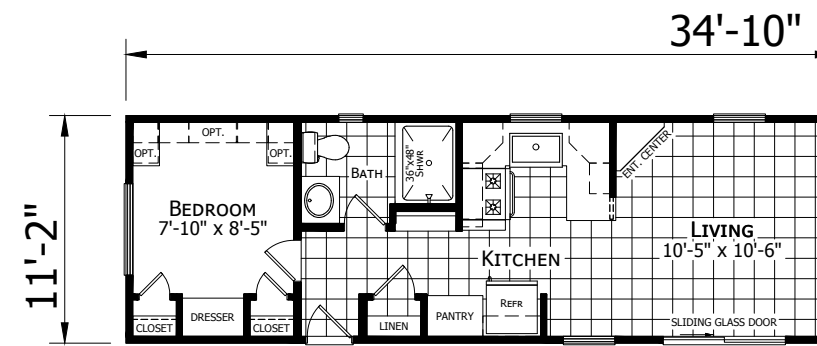 34'-10"
11'-2"
OPT.
OPT.
OPT.
BEDROOM
7'-10" x 8'-5"
CLOSET
DRESSER
CLOSET
BATH
36"x48"
SHWR
LINEN
PANTRY
REFR
KITCHEN
ENT. CENTER
LIVING
10'-5" x 10'-6"
SLIDING GLASS DOOR